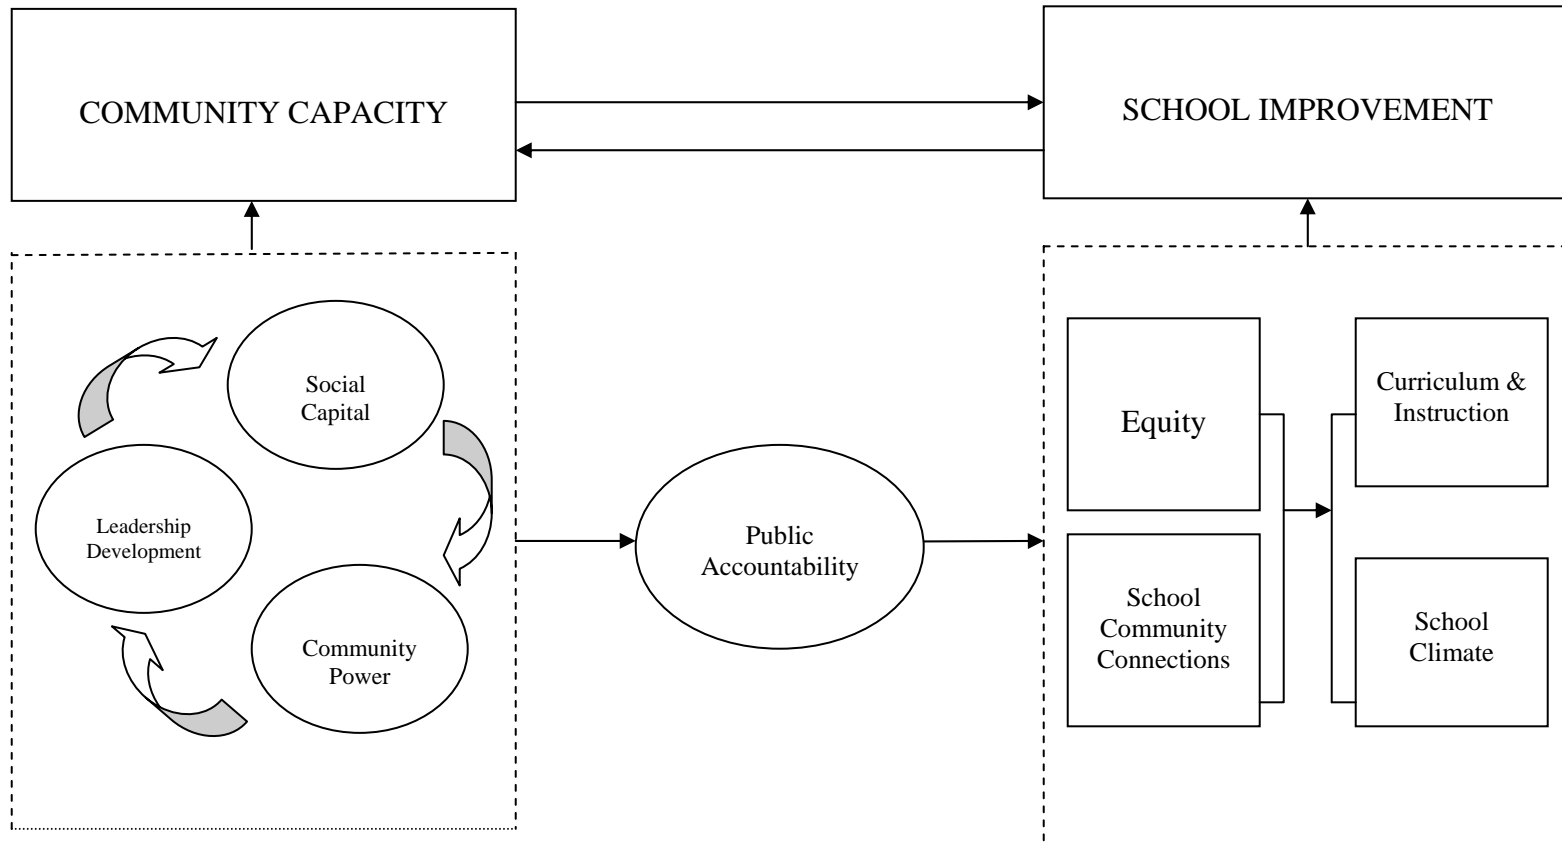 COMMUNITY CAPACITY
SCHOOL IMPROVEMENT
Social
Capital
Leadership
Development
Community
Power
Public
Accountability
Equity
School
Community
Connections
Curriculum &
Instruction
School
Climate